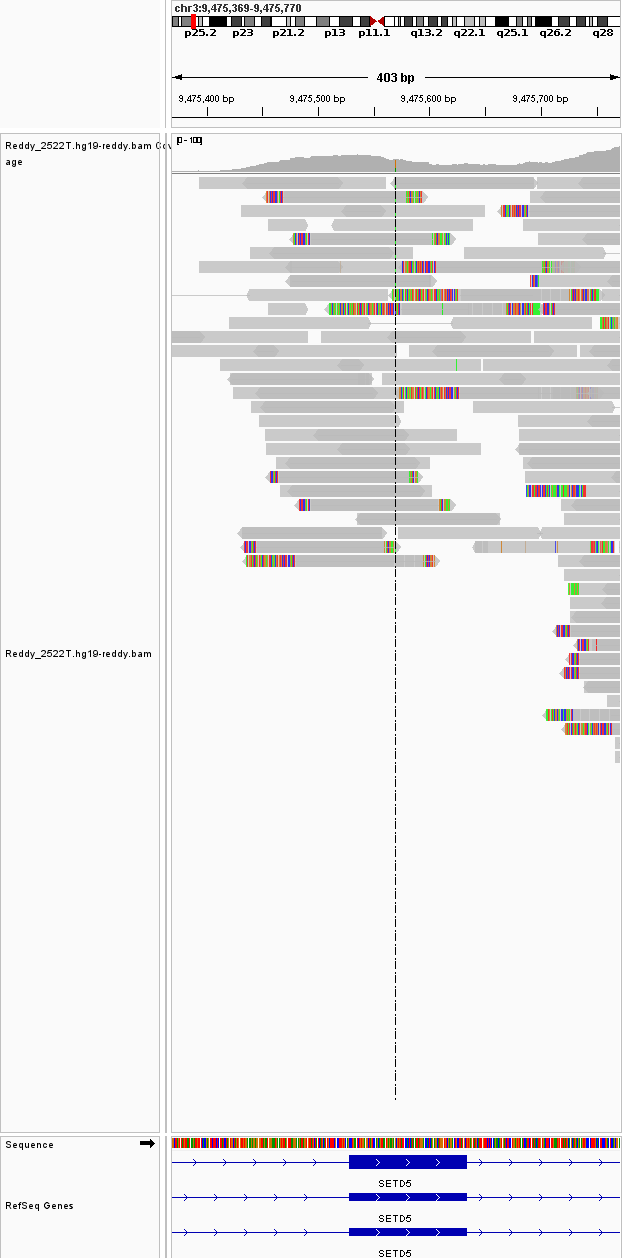 chr3:9,475,369-9,475,770
p25.2 p23 p21.2 p13 p11.1 q13.2 q22.1 q25.1 q26.2 q28
403 bp
9,475,400 bp 9,475,500 bp 9,475,600 bp 9,475,700 bp
Reddy_2522T.hg19-reddy.bam Cov
age
[0 - 100]
Reddy_2522T.hg19-reddy.bam
Sequence
SETD5
RefSeq Genes
SETD5
SETD5